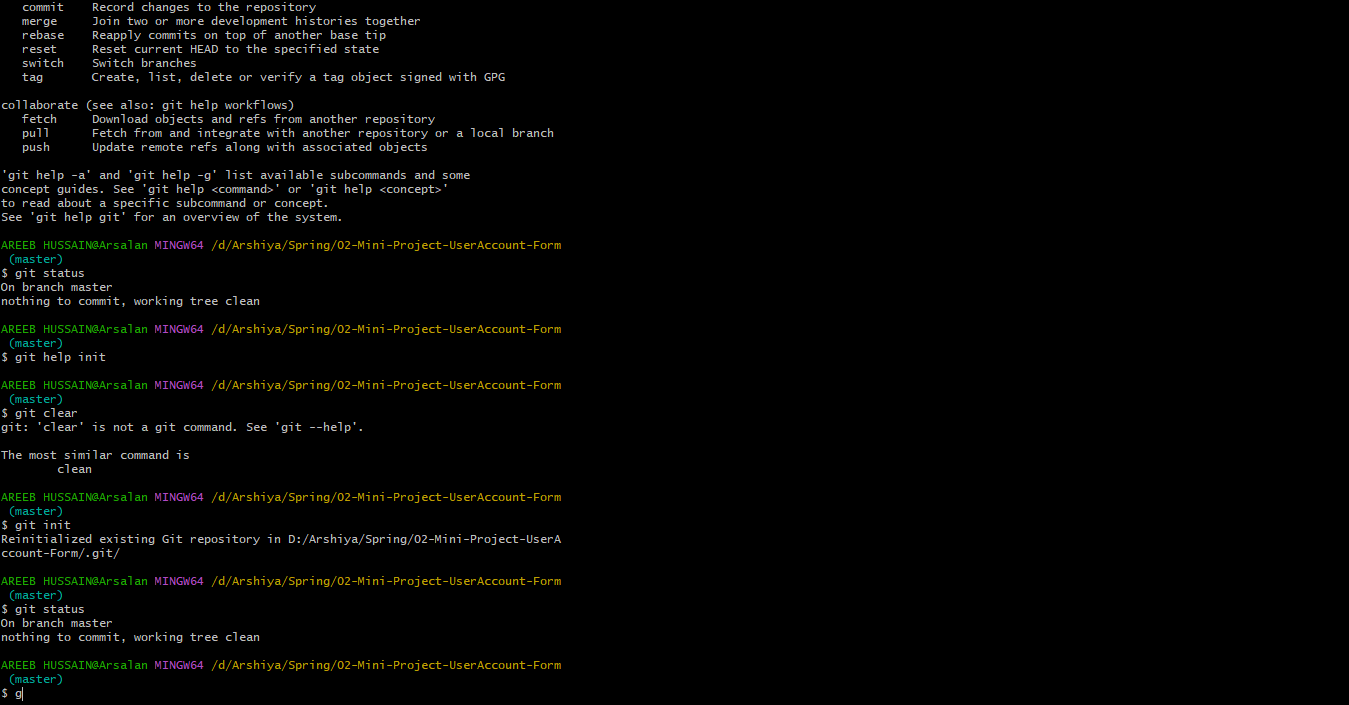 commit    Record changes to the repository
merge     Join two or more development histories together
rebase    Reapply commits on top of another base tip
reset     Reset current HEAD to the specified state
switch    Switch branches
tag       Create, list, delete or verify a tag object signed with GPG
collaborate (see also: git help workflows)
fetch     Download objects and refs from another repository
pull      Fetch from and integrate with another repository or a local branch
push      Update remote refs along with associated objects
'git help -a' and 'git help -g' list available subcommands and some
concept guides. See 'git help <command>' or 'git help <concept>'
to read about a specific subcommand or concept.
See 'git help git' for an overview of the system.
AREEB HUSSAIN@Arsalan MINGW64 /d/Arshiya/Spring/02-Mini-Project-UserAccount-Form
(master)
$ git status
On branch master
nothing to commit, working tree clean
AREEB HUSSAIN@Arsalan MINGW64 /d/Arshiya/Spring/02-Mini-Project-UserAccount-Form
(master)
$ git help init
AREEB HUSSAIN@Arsalan MINGW64 /d/Arshiya/Spring/02-Mini-Project-UserAccount-Form
(master)
$ git clear
git: 'clear' is not a git command. See 'git --help'.
The most similar command is
clean
AREEB HUSSAIN@Arsalan MINGW64 /d/Arshiya/Spring/02-Mini-Project-UserAccount-Form
(master)
$ git init
Reinitialized existing Git repository in D:/Arshiya/Spring/02-Mini-Project-UserA
ccount-Form/.git/
AREEB HUSSAIN@Arsalan MINGW64 /d/Arshiya/Spring/02-Mini-Project-UserAccount-Form
(master)
$ git status
On branch master
nothing to commit, working tree clean
AREEB HUSSAIN@Arsalan MINGW64 /d/Arshiya/Spring/02-Mini-Project-UserAccount-Form
(master)
$ g